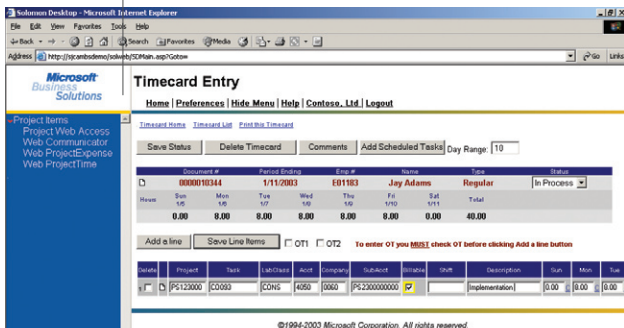 Solomon Desktop - Microsoft Internet Explorer
File Edit View Favorites Tools Help
Back Search Favorites Media
Address http://sjcambsdemo/solweb/SDMain.asp?Goto= Go Links
Microsoft
Business
Solutions
Timecard Entry
Home | Preferences | Hide Menu | Help | Contoso, Ltd | Logout
Project Items
Project Web Access
Web Communicator
Web ProjectExpense
Web ProjectTime
Timecard Home Timecard List Print this Timecard
Save Status Delete Timecard Comments Add Scheduled Tasks Day Range: 10
Document # Period Ending Emp # Name Type Status
0000010344 1/11/2003 E01183 Jay Adams Regular In Process
Hours Sun Mon Tue Wed Thu Fri Sat Total
1/5 1/6 1/7 1/8 1/9 1/10 1/11
0.00 8.00 8.00 8.00 8.00 8.00 0.00 40.00
Add a line Save Line Items OT1 OT2 To enter OT you MUST check OT before clicking Add a line button
Delete Project Task LabClass Acct Company SubAcct Billable Shift Description Sun Mon Tue
1 PS123000 CONS 4050 0060 PS2300000000 Implementation 0.00 0.00 0.00
©1994-2003 Microsoft Corporation. All rights reserved.